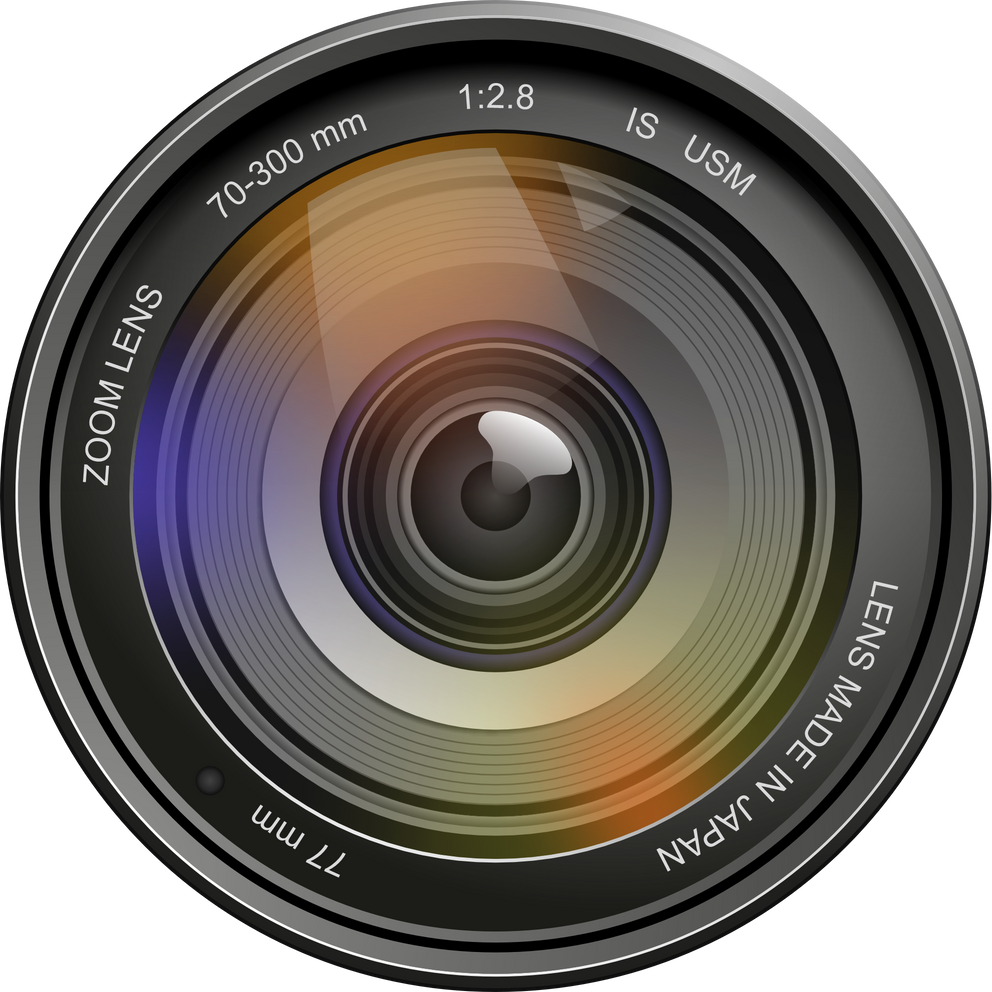 ZOOM LENS
70-300 mm
1:2.8
IS USM
LENS MADE IN JAPAN
77 mm